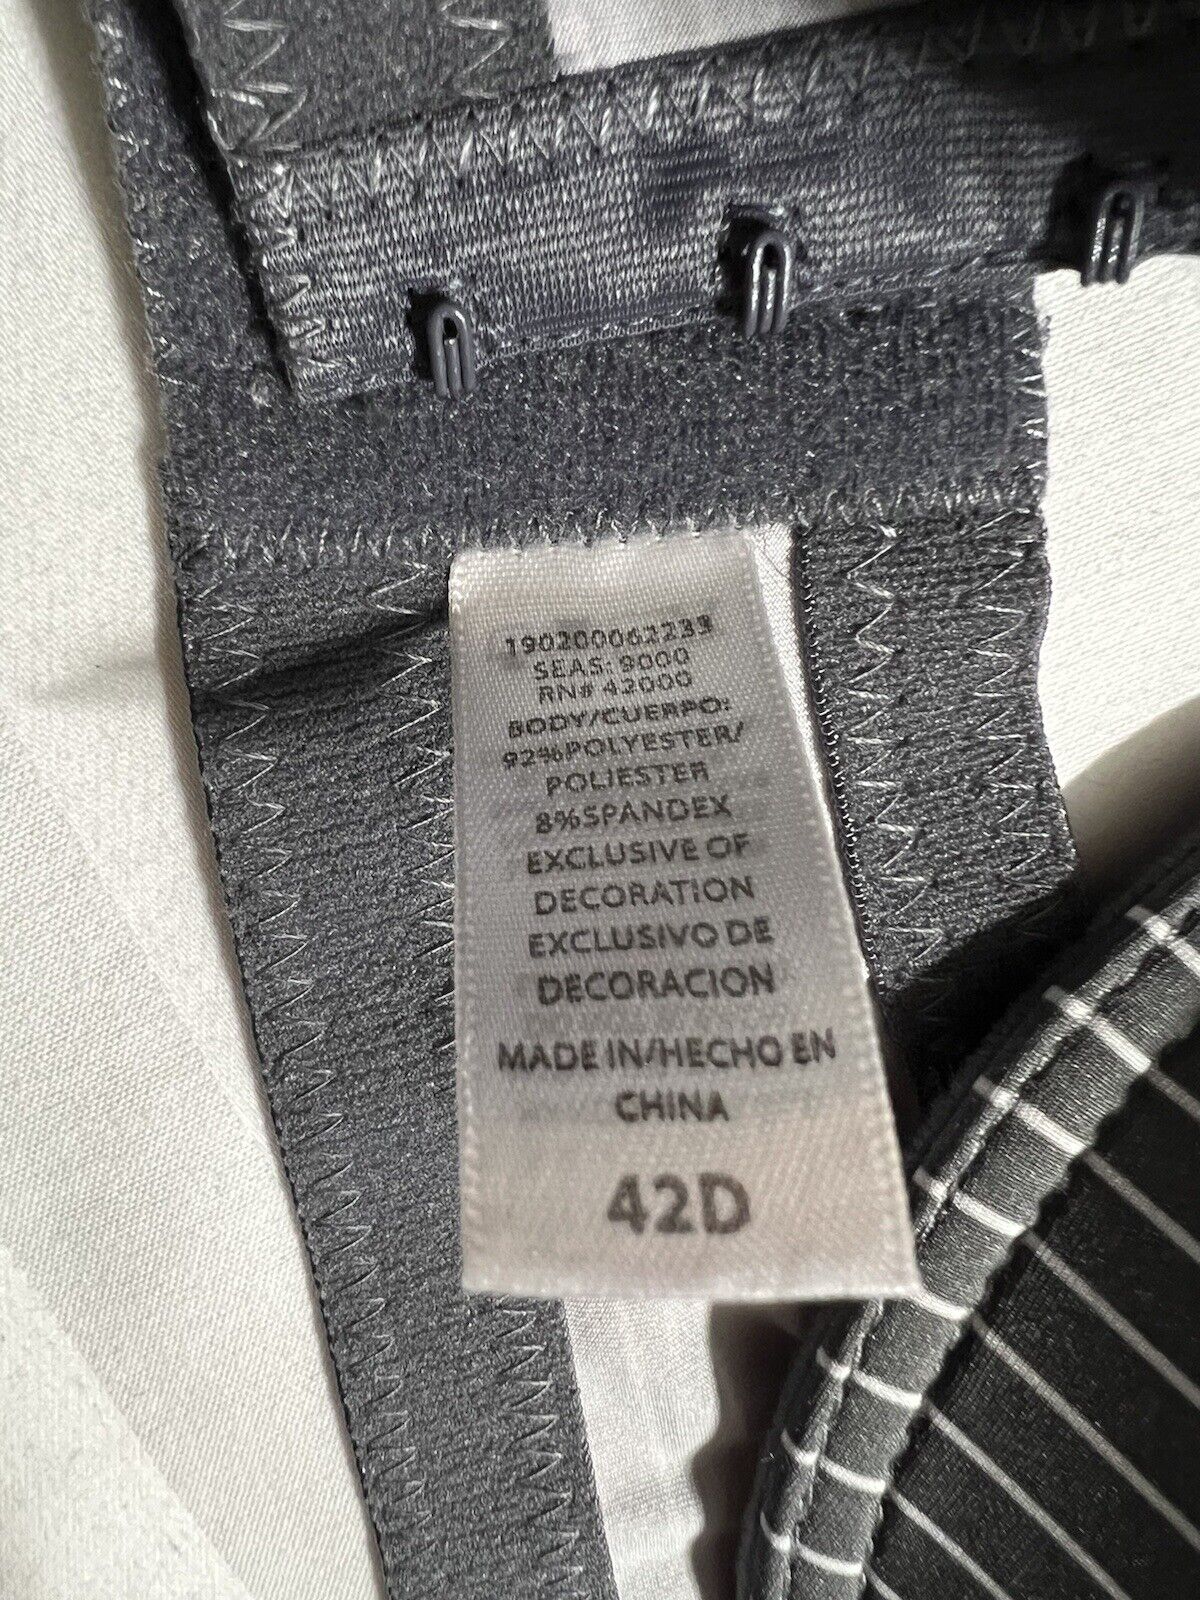 190200062233
SEAS: 9000
RN# 42000
BODY/CUERPO:
92%POLYESTER/
POLIESTER
8%SPANDEX
EXCLUSIVE OF
DECORATION
EXCLUSIVO DE
DECORACION
MADE IN/HECHO EN
CHINA
42D